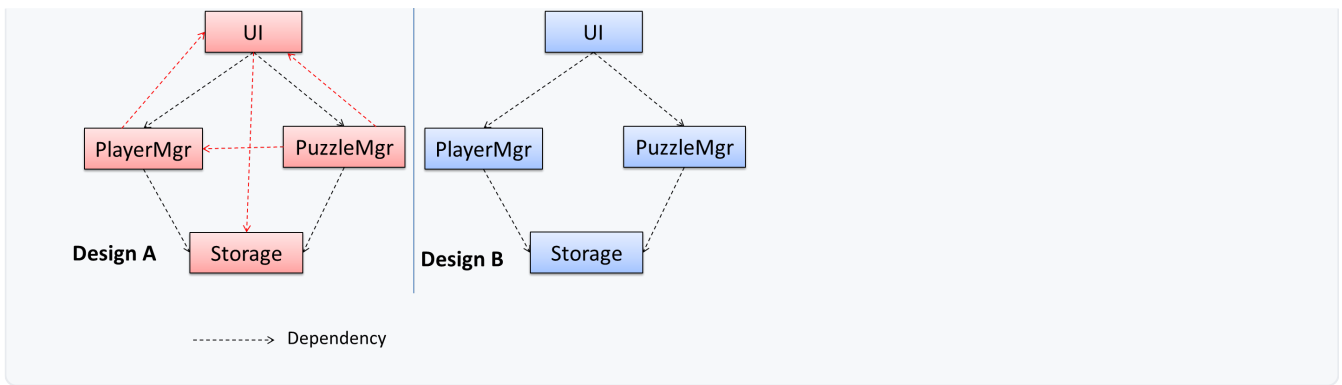 UI
PlayerMgr
PuzzleMgr
Storage
Design A
UI
PlayerMgr
PuzzleMgr
Storage
Design B
Dependency